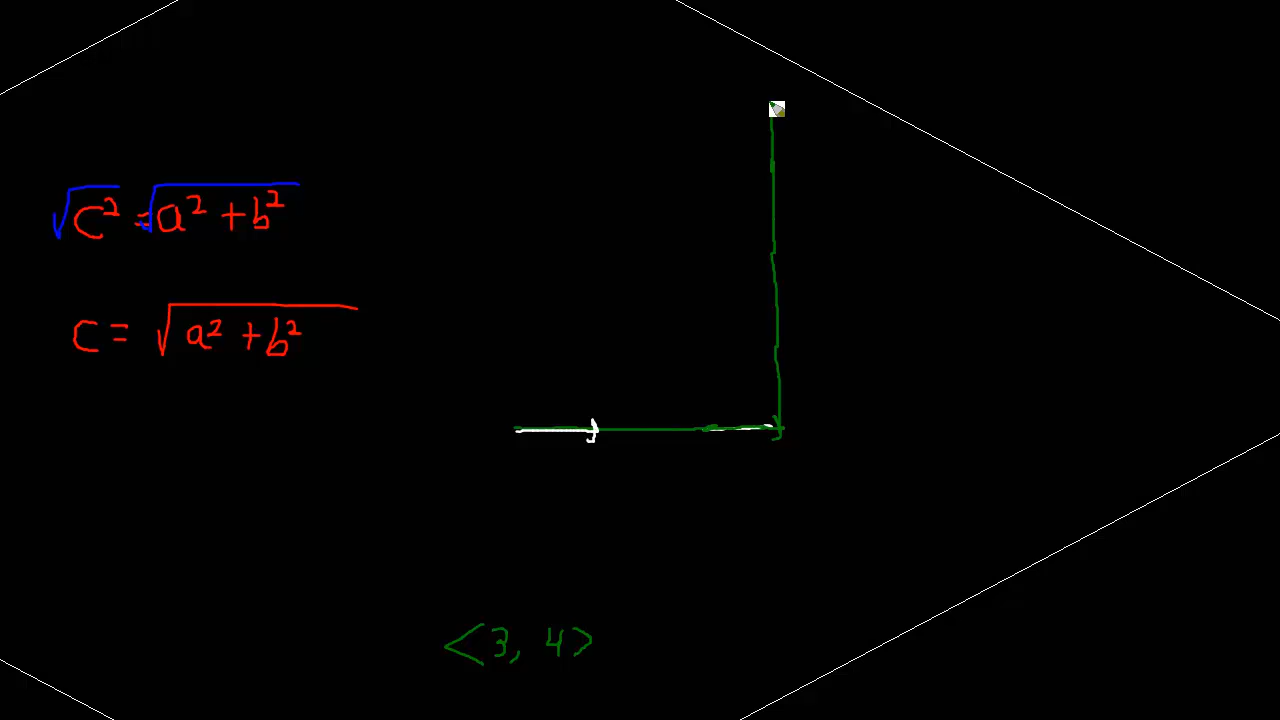 √c² = √a² + b²
c = √a² + b²
<3, 4>